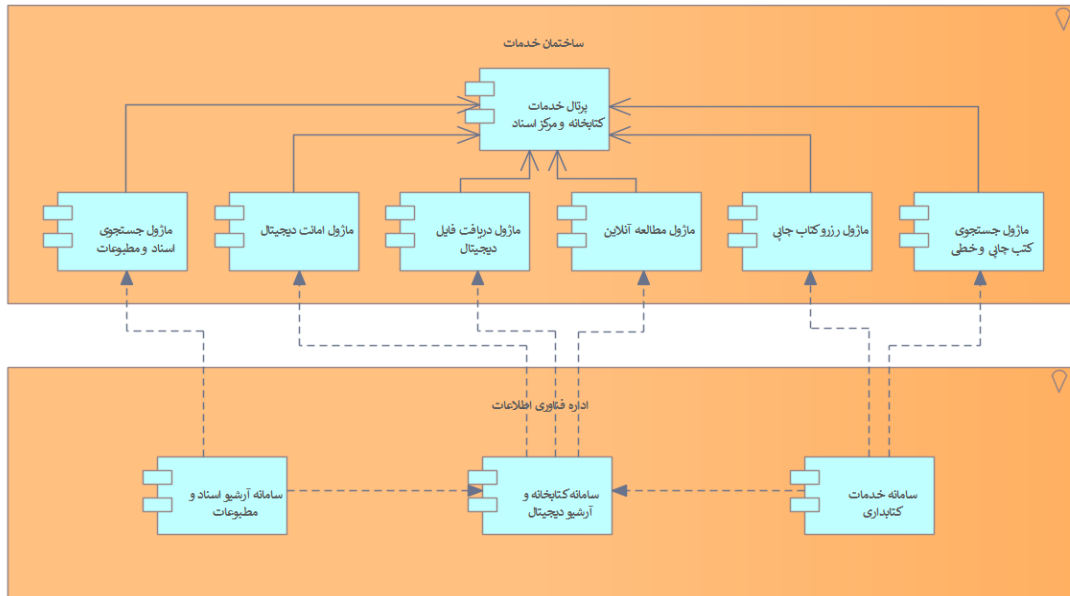 ساختمان خدمات
پرتال خدمات
کتابخانه و مرکز اسناد
ماژول جستجوی
کتب چاپی و خطی
ماژول رزرو کتاب چاپی
ماژول مطالعه آنلاین
ماژول دریافت فایل
دیجیتال
ماژول امانت دیجیتال
ماژول جستجوی
اسناد و مطبوعات
اداره فناوری اطلاعات
سامانه خدمات
کتابداری
سامانه کتابخانه و
آرشیو دیجیتال
سامانه آرشیو اسناد و
مطبوعات